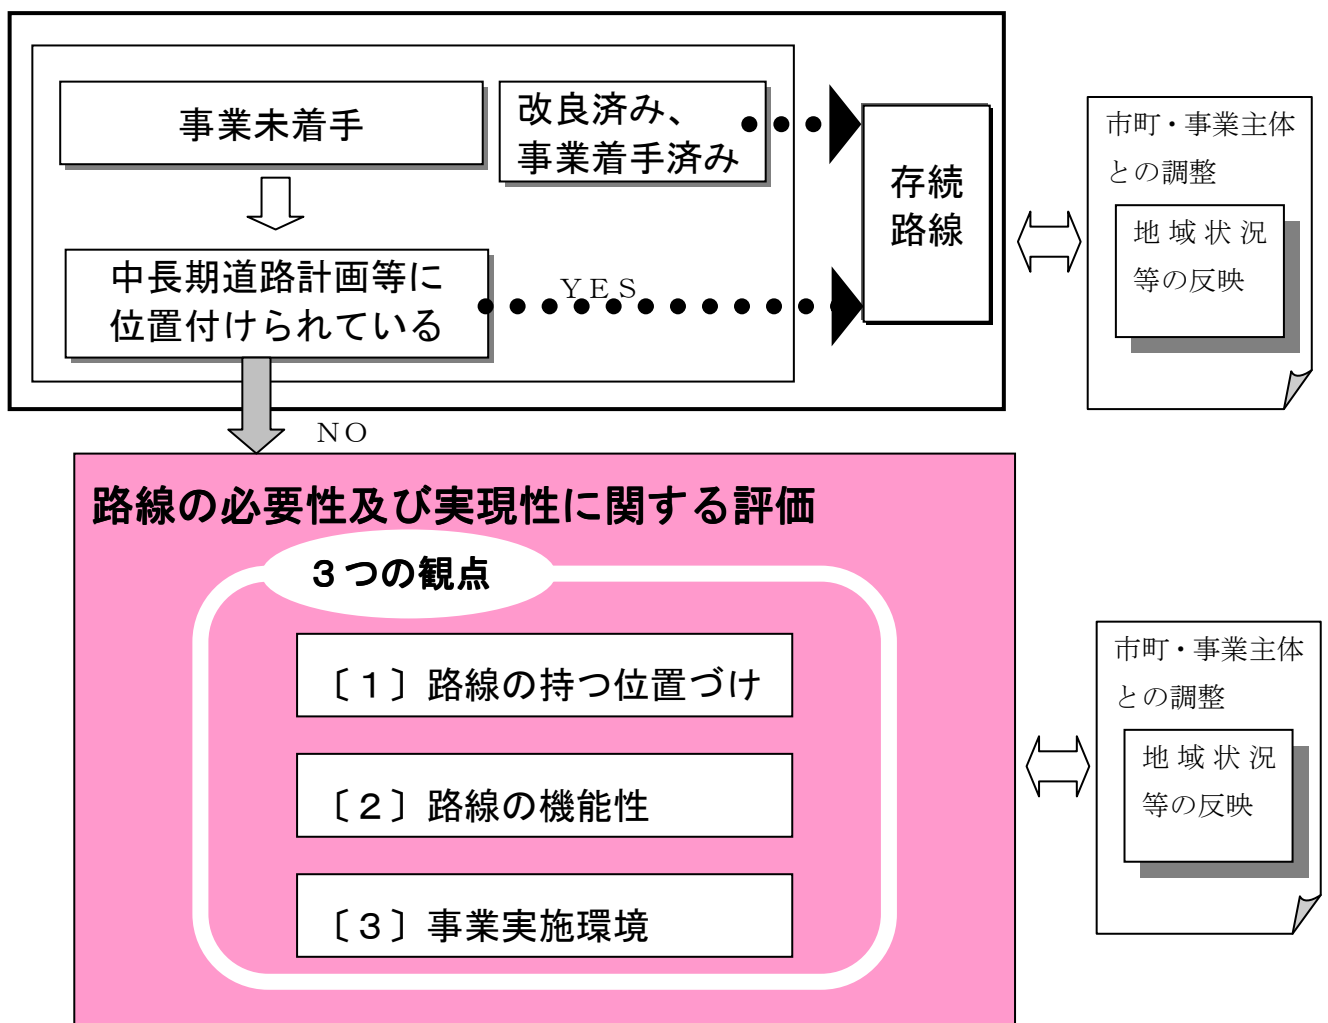 事業未着手
改良済み、
事業着手済み
存続
路線
市町・事業主体
との調整
地域状況
等の反映
中長期道路計画等に
位置付けられている
ＹＥＳ
ＮＯ
路線の必要性及び実現性に関する評価
３つの観点
〔１〕路線の持つ位置づけ
〔２〕路線の機能性
〔３〕事業実施環境
市町・事業主体
との調整
地域状況
等の反映